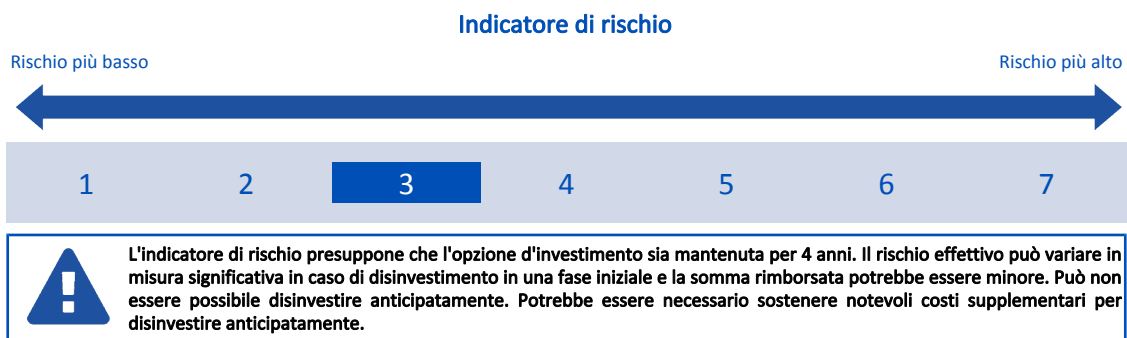 Indicatore di rischio
Rischio più basso
Rischio più alto
1 2 3 4 5 6 7
L'indicatore di rischio presuppone che l'opzione d'investimento sia mantenuta per 4 anni. Il rischio effettivo può variare in
misura significativa in caso di disinvestimento in una fase iniziale e la somma rimborsata potrebbe essere minore. Può non
essere possibile disinvestire anticipatamente. Potrebbe essere necessario sostenere notevoli costi supplementari per
disinvestire anticipatamente.